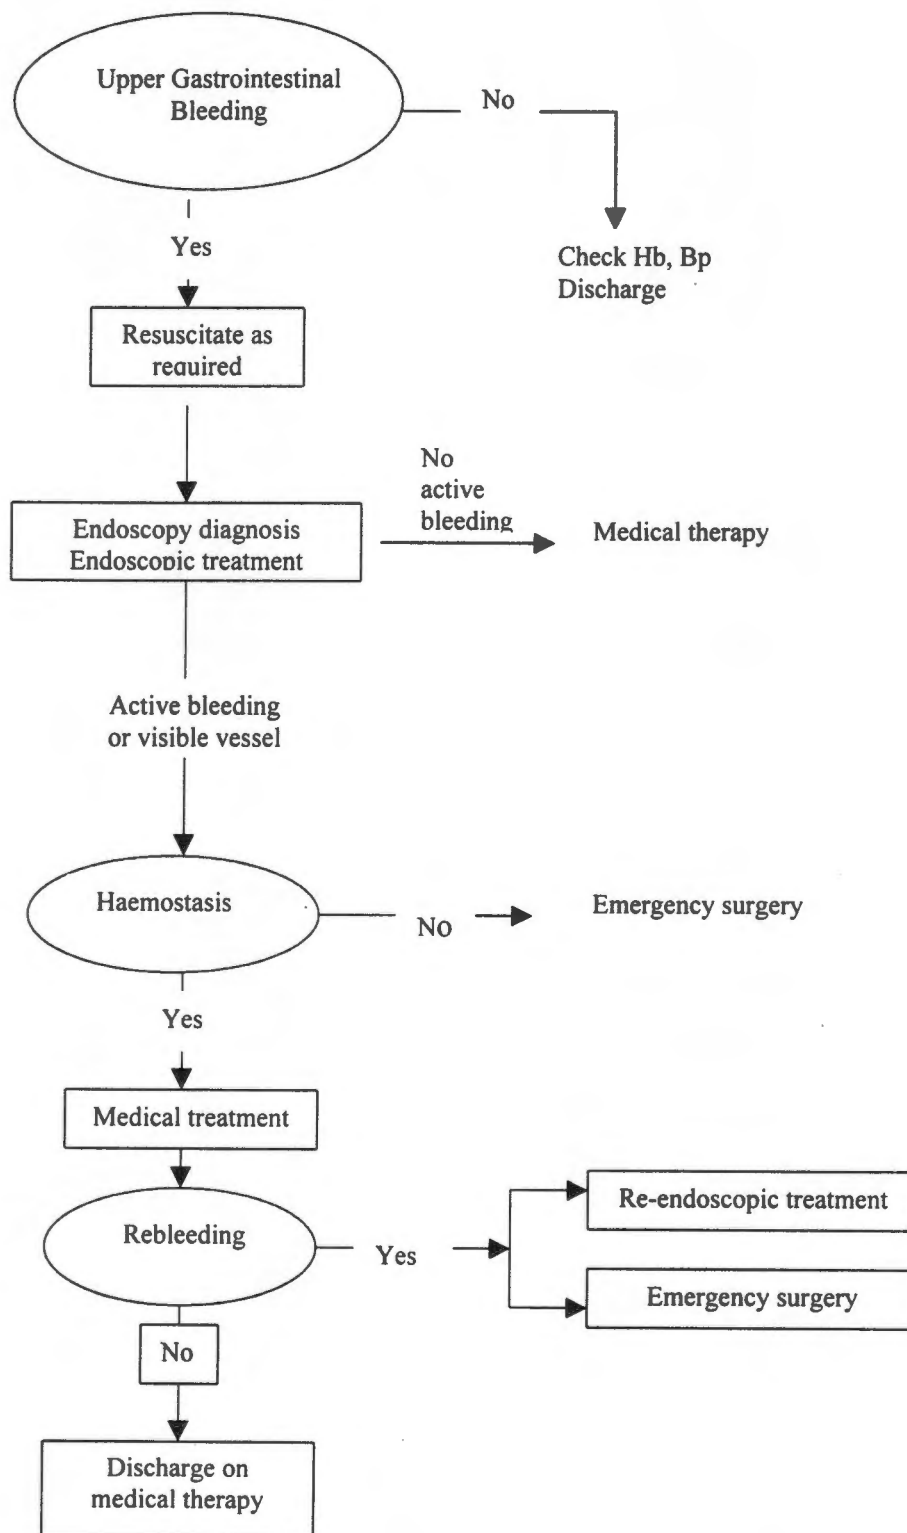 Upper Gastrointestinal
Bleeding
No
Yes
Check Hb, Bp
Discharge
Resuscitate as
required
No
active
bleeding
Endoscopy diagnosis
Endoscopic treatment
Medical therapy
Active bleeding
or visible vessel
Haemostasis
No
Emergency surgery
Yes
Medical treatment
Rebleeding
Yes
Re-endoscopic treatment
Emergency surgery
No
Discharge on
medical therapy